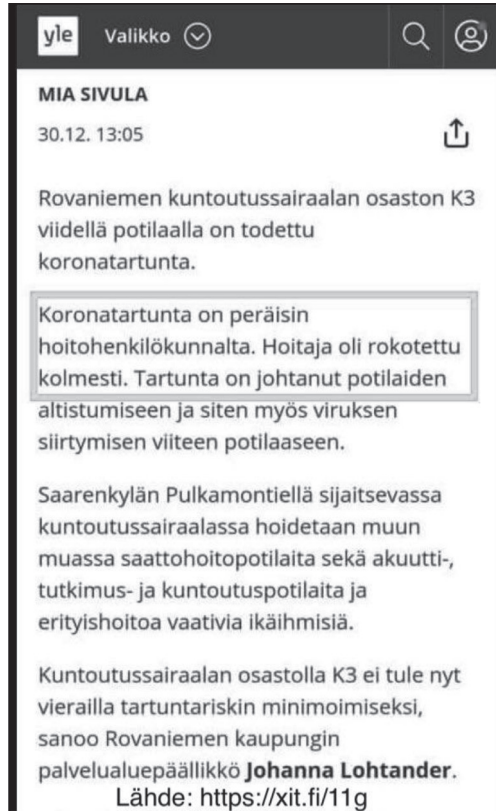 yle Valikko
MIA SIVULA
30.12. 13:05
Rovaniemen kuntoutussairaalan osaston K3
viidellä potilaalla on todettu
koronatartunta.
Koronatartunta on peräisin
hoitohenkilökunnalta. Hoitaja oli rokotettu
kolmesti. Tartunta on johtanut potilaiden
altistumiseen ja siten myös viruksen
siirtymisen viiteen potilaaseen.
Saarenkylän Pulkamontiellä sijaitsevassa
kuntoutussairaalassa hoidetaan muun
muassa saattohoitopotilaita sekä akuutti-,
tutkimus- ja kuntoutuspotilaita ja
erityishoitoa vaativia ikäihmisiä.
Kuntoutussairaalan osastolla K3 ei tule nyt
vierailla tartuntariskin minimoimiseksi,
sanoo Rovaniemen kaupungin
palvelualuepäällikkö Johanna Lohtander.
Lähde: https://xit.fi/11g